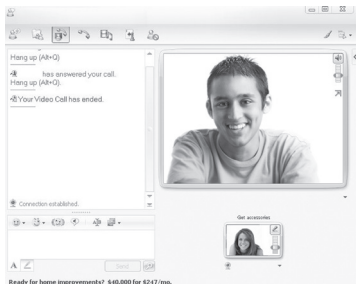 Hang up (Alt+Q)
has answered your call.
Hang up (Alt+Q).
Your Video Call has ended.
Connection established.
Get accessories
A
Send
Ready for home improvements? $40,000 for $247/mo.